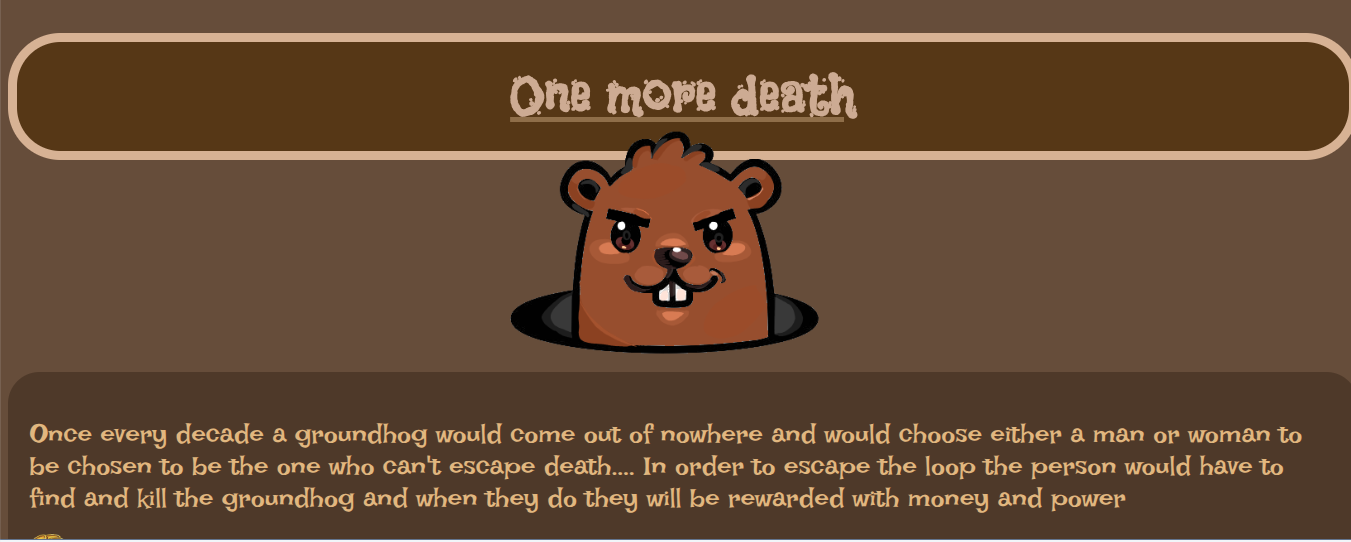 One more death
Once every decade a groundhog would come out of nowhere and would choose either a man or woman to
be chosen to be the one who can't escape death.... In order to escape the loop the person would have to
find and kill the groundhog and when they do they will be rewarded with money and power